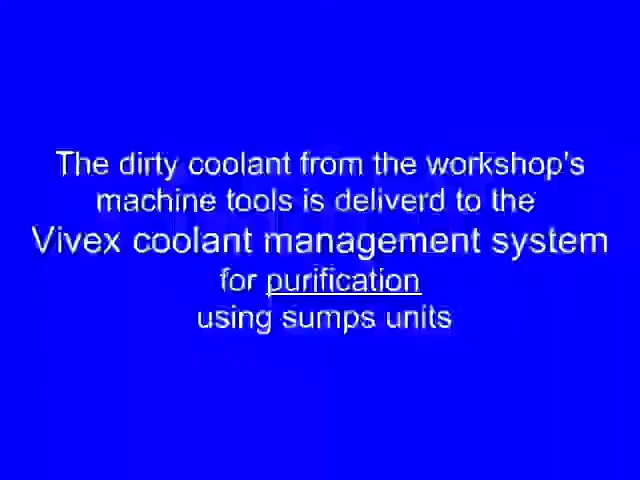 The dirty coolant from the workshop's
machine tools is deliverd to the
Vivex coolant management system
for purification
using sumps units